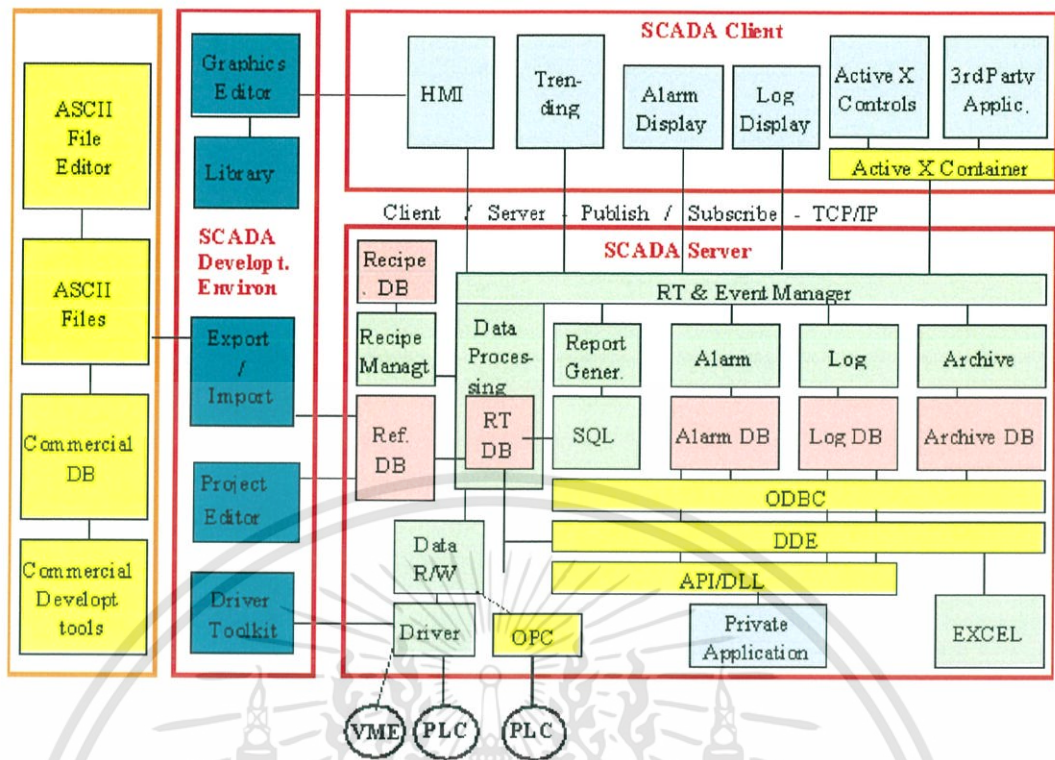 ASCII
File
Editor
ASCII
Files
Commercial
DB
Commercial
Developt
tools
Graphics
Editor
Library
SCADA
Developt.
Environ
Export
/
Import
Project
Editor
Driver
Toolkit
SCADA Client
HMI
Tren-
ding
Alarm
Display
Log
Display
Active X
Controls
3rd Party
Applic.
Active X Container
Client / Server - Publish / Subscribe - TCP/IP
SCADA Server
Recipe
. DB
RT & Event Manager
Recipe
Managt
Data
Proces-
sing
Report
Gener.
Alarm
Log
Archive
Ref.
DB
RT
DB
SQL
Alarm DB
Log DB
Archive DB
ODBC
DDE
API/DLL
Data
R/W
Driver
OPC
Private
Application
EXCEL
VME
PLC
PLC